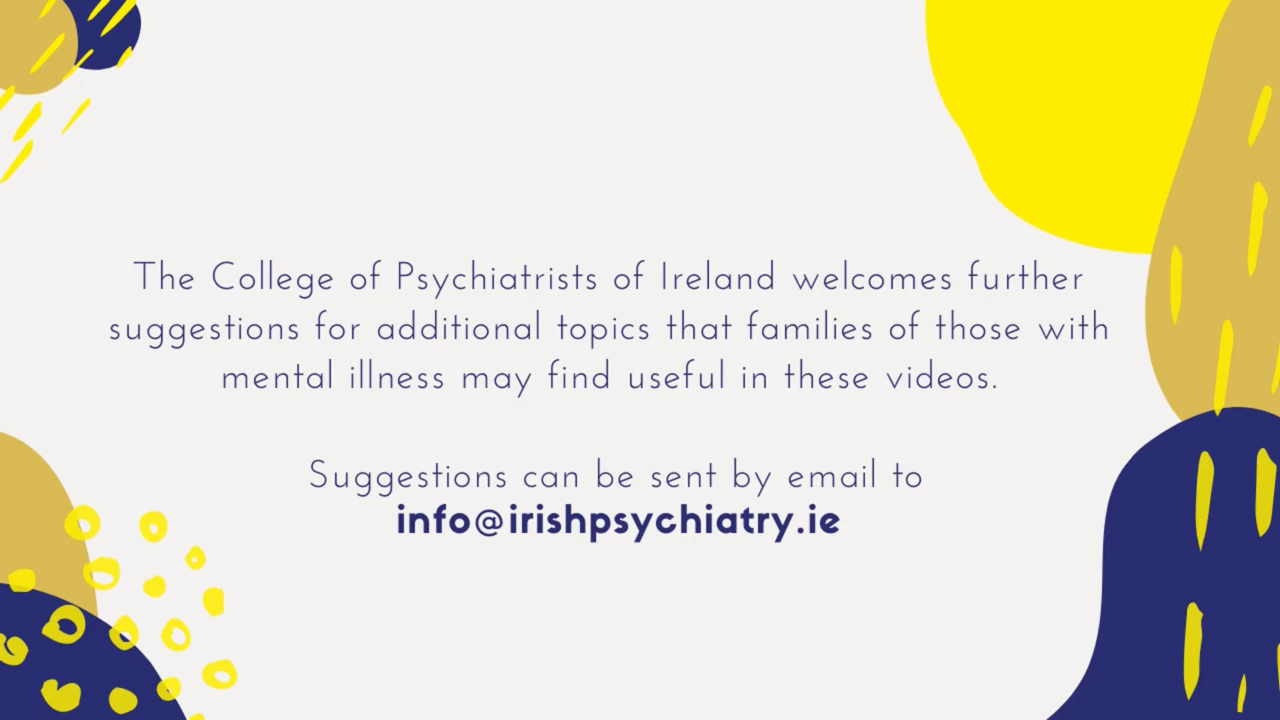 The College of Psychiatrists of Ireland welcomes further
suggestions for additional topics that families of those with
mental illness may find useful in these videos.
Suggestions can be sent by email to
info@irishpsychiatry.ie